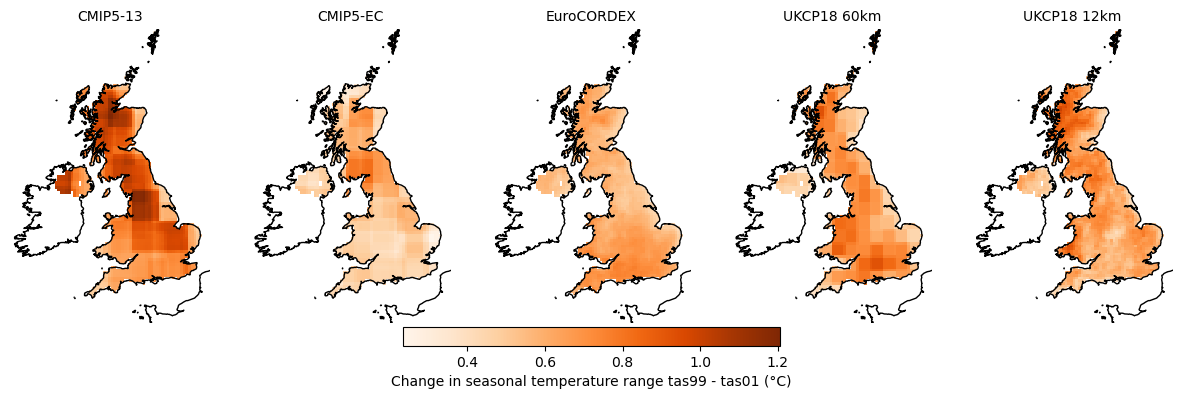 CMIP5-13 CMIP5-EC EuroCORDEX UKCP18 60km UKCP18 12km
0.4 0.6 0.8 1.0 1.2
Change in seasonal temperature range tas99 - tas01 (°C)